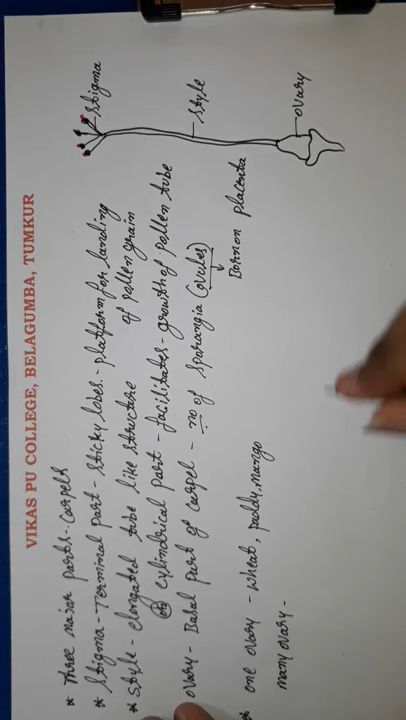 VIKAS PU COLLEGE, BELAGUMBA, TUMKUR
stigma
style
ovary
* Three major parts - carpels
* Stigma - Terminal part - sticky lobes - platform for landing
of pollen grain
* Style - elongated tube like structure
(or) cylindrical part - facilitates - growth of pollen tube
ovary - Basal part of carpel - no of sporangia (ovules)
Born on placenta
* one ovary - wheat, paddy, mango
many ovary -